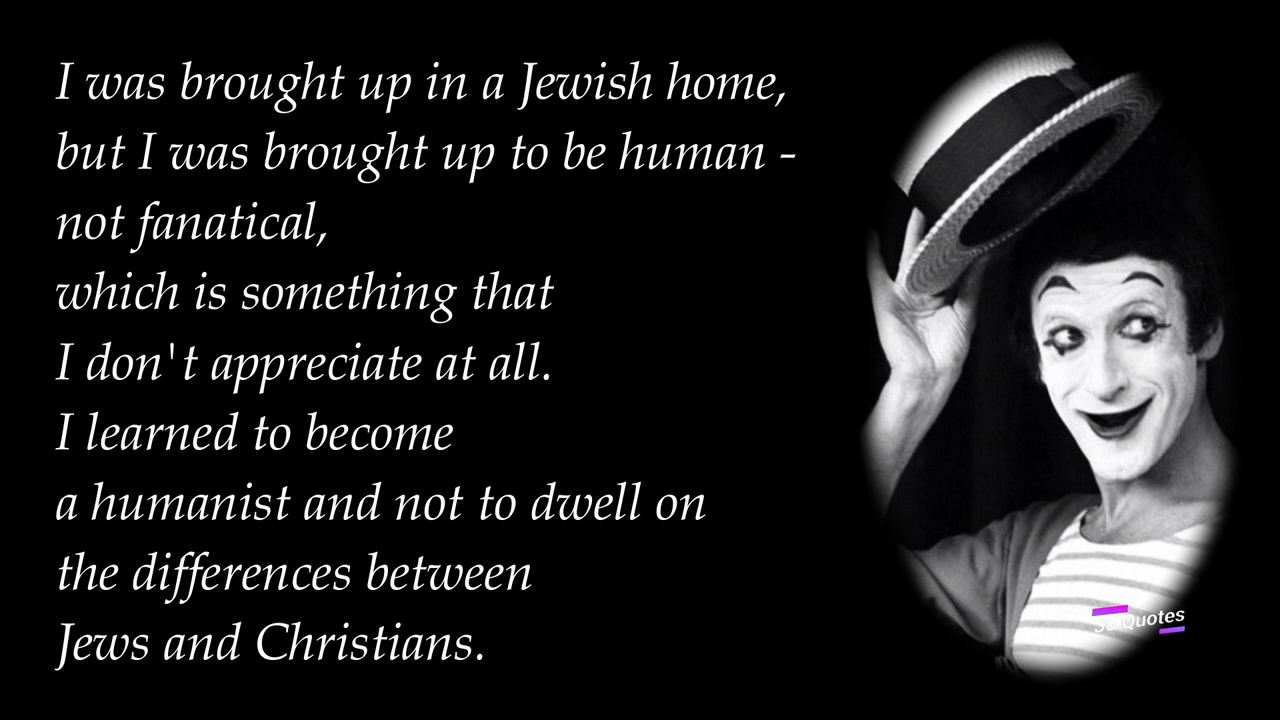 I was brought up in a Jewish home,
but I was brought up to be human -
not fanatical,
which is something that
I don't appreciate at all.
I learned to become
a humanist and not to dwell on
the differences between
Jews and Christians.
Quotes